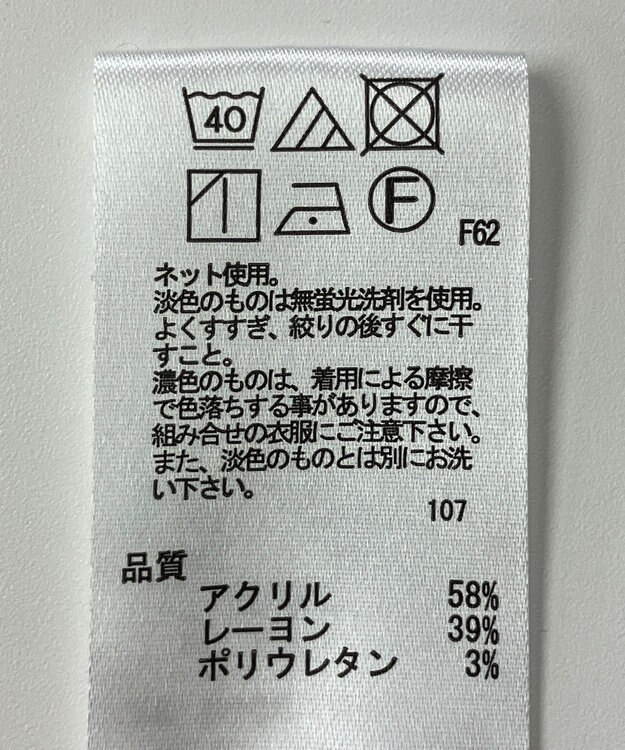 40
F
F62
ネット使用。
淡色のものは無蛍光洗剤を使用。
よくすすぎ、絞りの後すぐに干
すこと。
濃色のものは、着用による摩擦
で色落ちする事がありますので、
組み合せの衣服にご注意下さい。
また、淡色のものとは別にお洗
い下さい。
107
品質
アクリル 58%
レーヨン 39%
ポリウレタン 3%